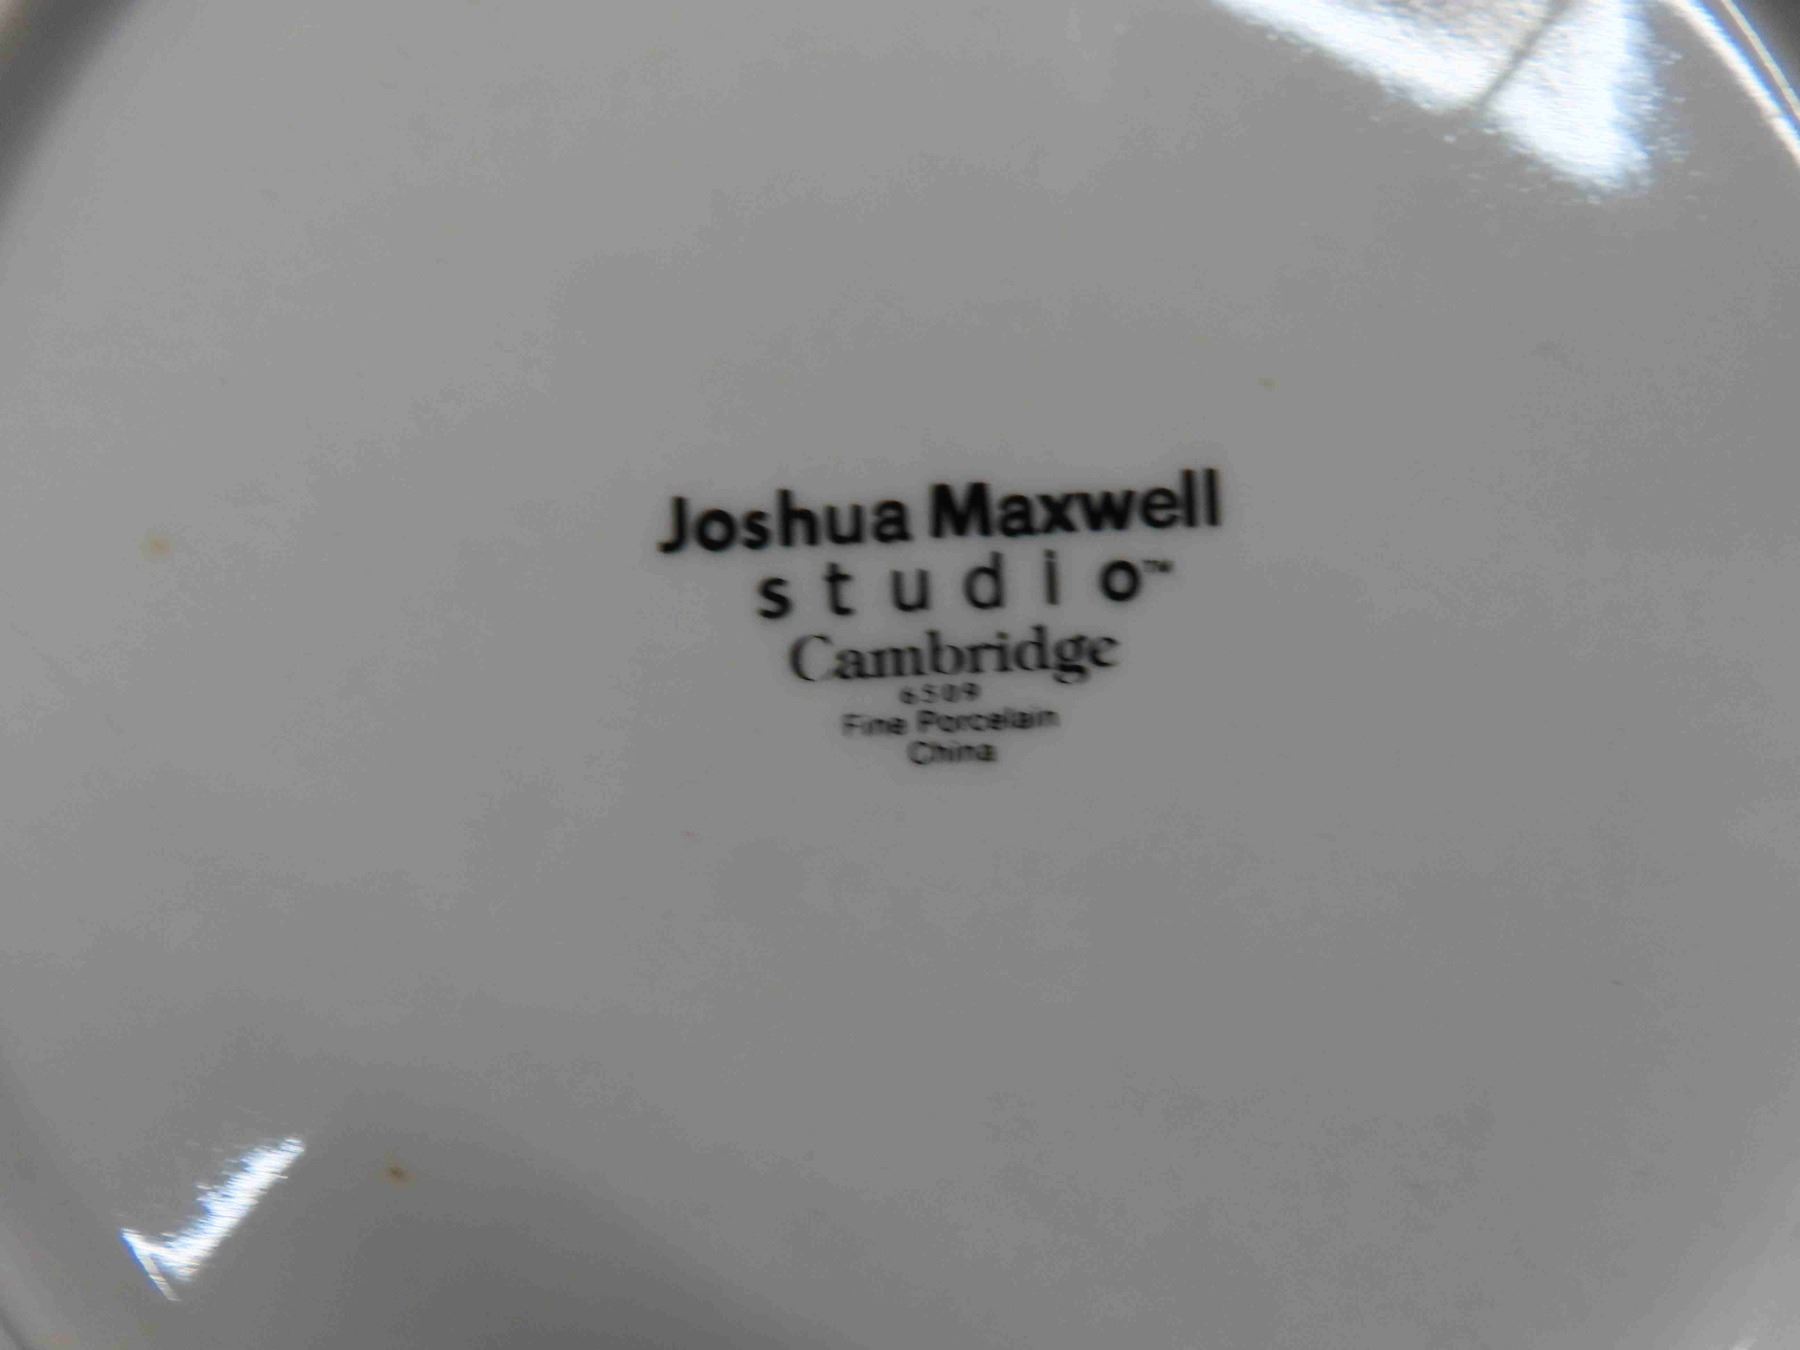 Joshua Maxwell
studio™
Cambridge
6509
Fine Porcelain
China